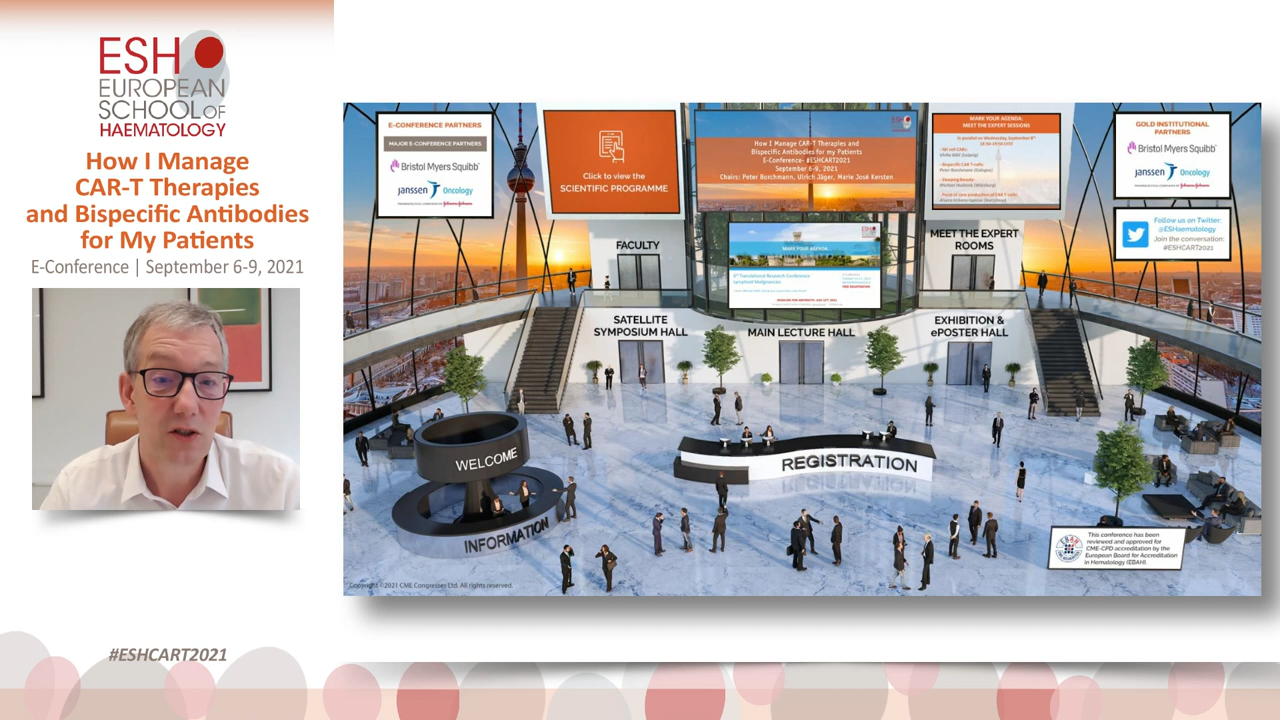 ESH
EUROPEAN
SCHOOL OF
HAEMATOLOGY
How I Manage
CAR-T Therapies
and Bispecific Antibodies
for My Patients
E-Conference | September 6-9, 2021
#ESHCART2021
E-CONFERENCE PARTNERS
MAJOR E-CONFERENCE PARTNERS
Bristol Myers Squibb
janssen Oncology
Click to view the
SCIENTIFIC PROGRAMME
ESH
How I Manage CAR-T Therapies and
Bispecific Antibodies for my Patients
E-Conference- #ESHCART2021
September 6-9, 2021
Chairs: Peter Borchmann, Ulrich Jäger, Marie José Kersten
MARK YOUR AGENDA:
MEET THE EXPERT SESSIONS
GOLD INSTITUTIONAL
PARTNERS
Bristol Myers Squibb
janssen Oncology
Follow us on Twitter:
@ESHaematology
Join the conversation:
#ESHCART2021
MARK YOUR AGENDA:
FACULTY
MEET THE EXPERT
ROOMS
SATELLITE
SYMPOSIUM HALL
MAIN LECTURE HALL
EXHIBITION &
ePOSTER HALL
WELCOME
INFORMATION
REGISTRATION
This conference has been
reviewed and approved for
CME-CPD accreditation by the
European Board for Accreditation
in Hematology (EBAH).
Copyright ©2021 CME Congresses Ltd. All rights reserved.